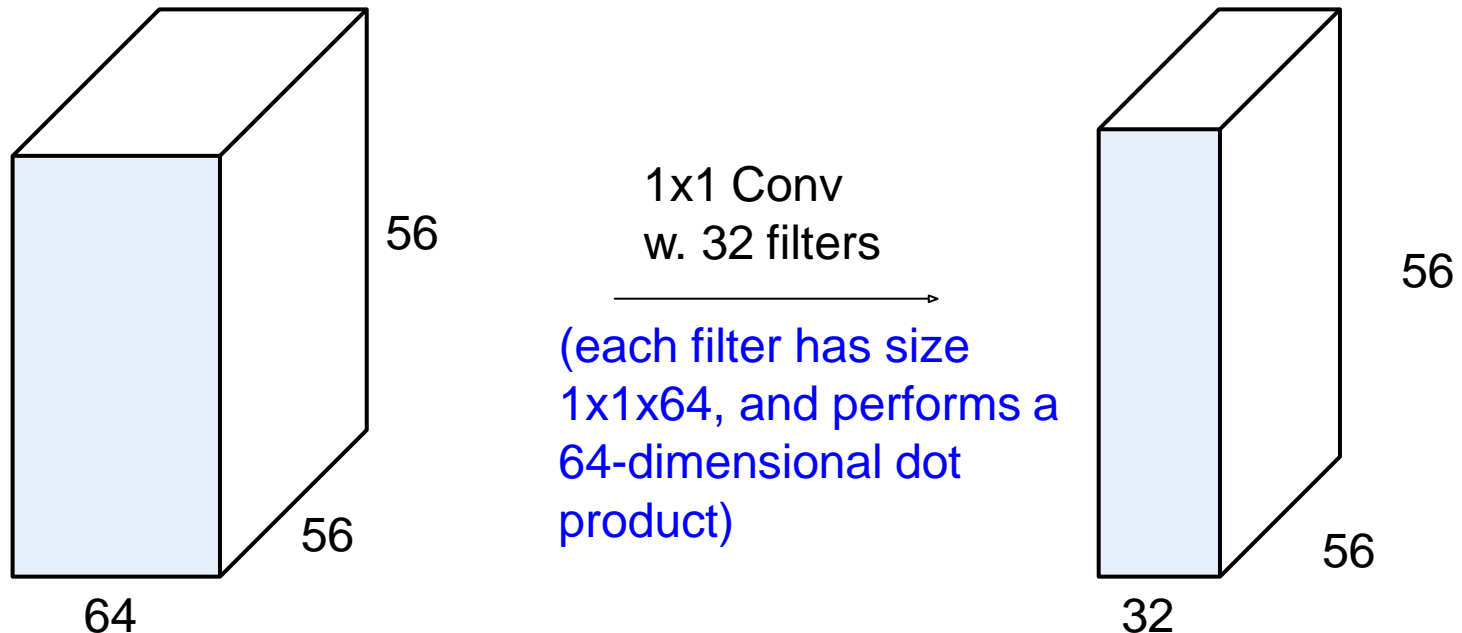 1x1 Conv
w. 32 filters
(each filter has size
1x1x64, and performs a
64-dimensional dot
product)
56
56
64
56
56
32